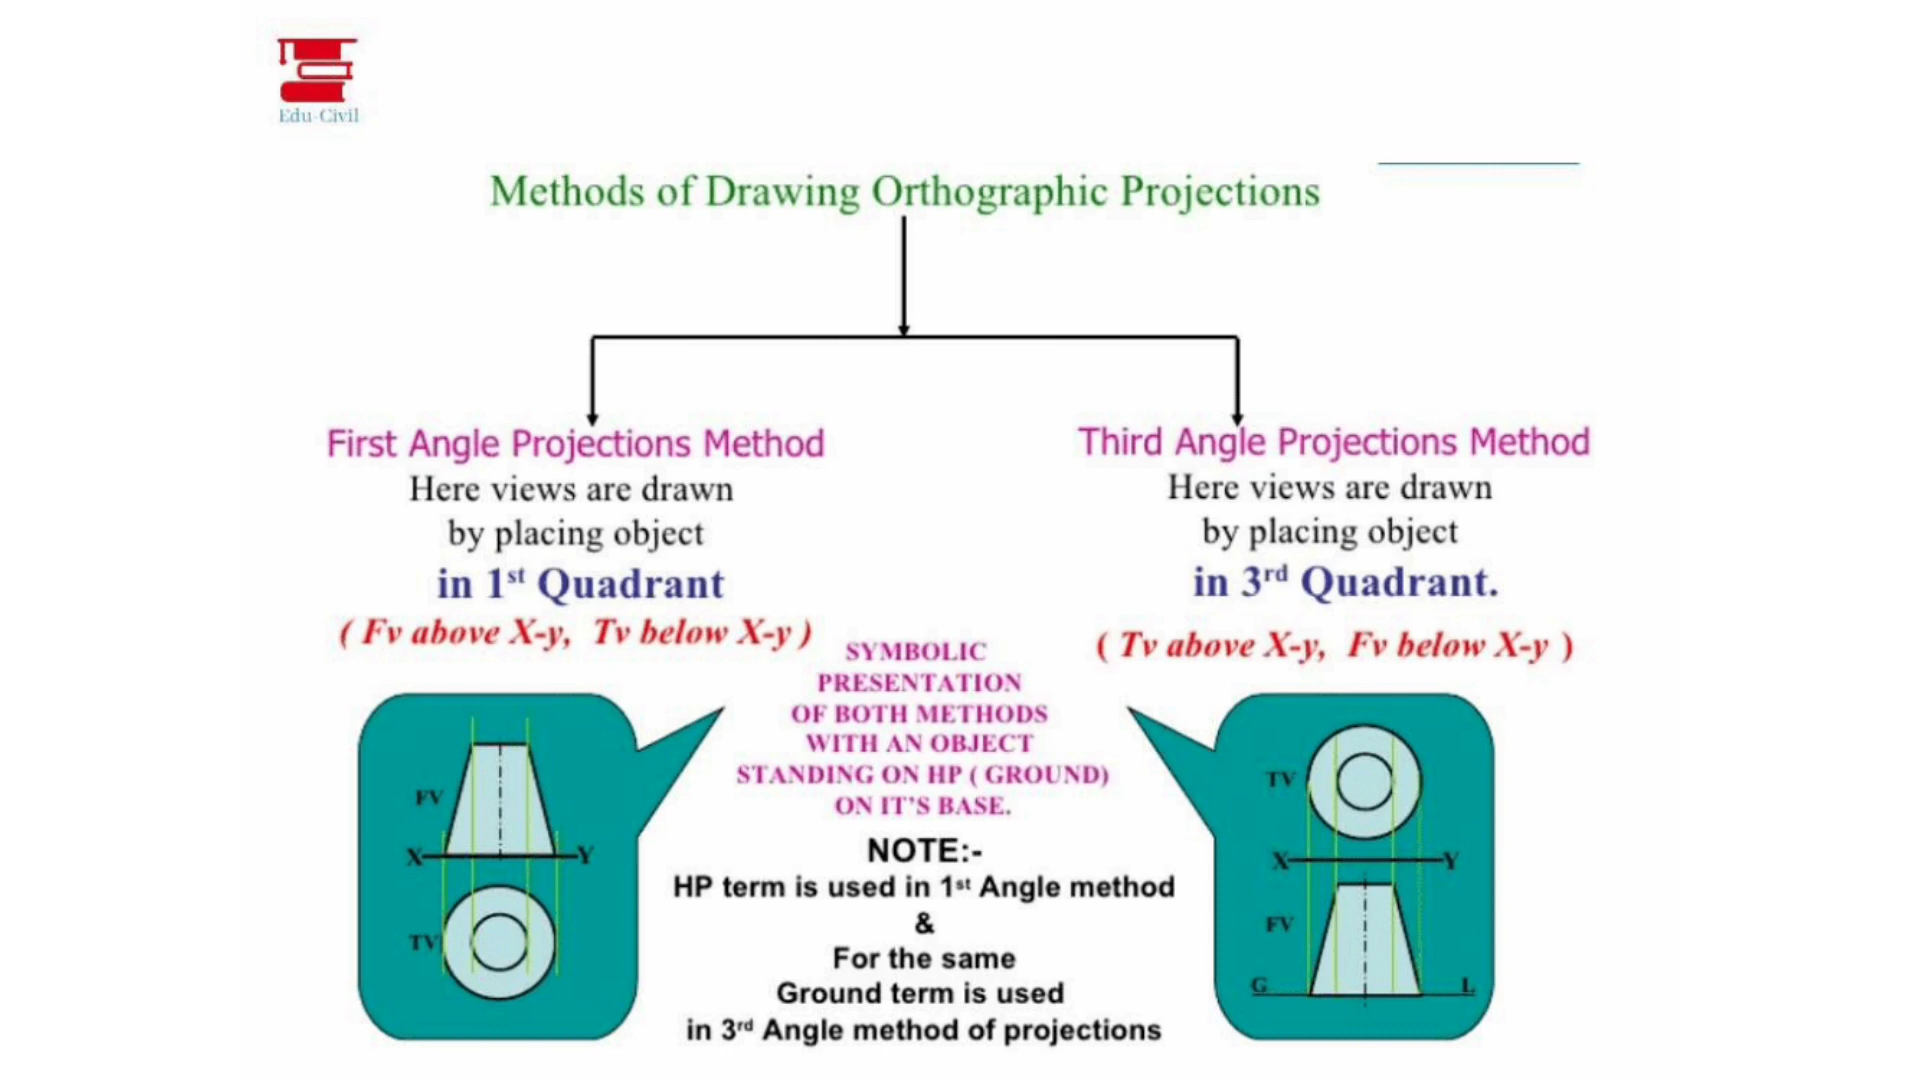 Edu-Civil
Methods of Drawing Orthographic Projections
First Angle Projections Method
Here views are drawn
by placing object
in 1st Quadrant
( Fv above X-y, Tv below X-y )
Third Angle Projections Method
Here views are drawn
by placing object
in 3rd Quadrant.
( Tv above X-y, Fv below X-y )
SYMBOLIC
PRESENTATION
OF BOTH METHODS
WITH AN OBJECT
STANDING ON HP ( GROUND)
ON IT'S BASE.
NOTE:-
HP term is used in 1st Angle method
&
For the same
Ground term is used
in 3rd Angle method of projections
FV
X Y
TV
TV
X Y
FV
G L